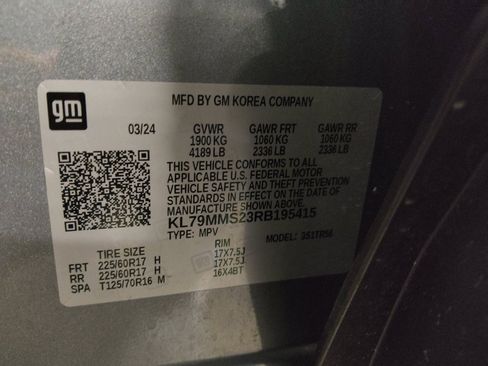 gm
MFD BY GM KOREA COMPANY
03/24 GVWR GAWR FRT GAWR RR
1900 KG 1060 KG 1060 KG
4189 LB 2336 LB 2336 LB
THIS VEHICLE CONFORMS TO ALL
APPLICABLE U.S. FEDERAL MOTOR
VEHICLE SAFETY AND THEFT PREVENTION
STANDARDS IN EFFECT ON THE DATE OF
MANUFACTURE SHOWN ABOVE.
KL79MMS23RB195415
TYPE: MPV MODEL: 3S1TR56
TIRE SIZE RIM
FRT 225/60R17 H 17X7.5J
RR 225/60R17 H 17X7.5J
SPA T125/70R16 M 16X4BT